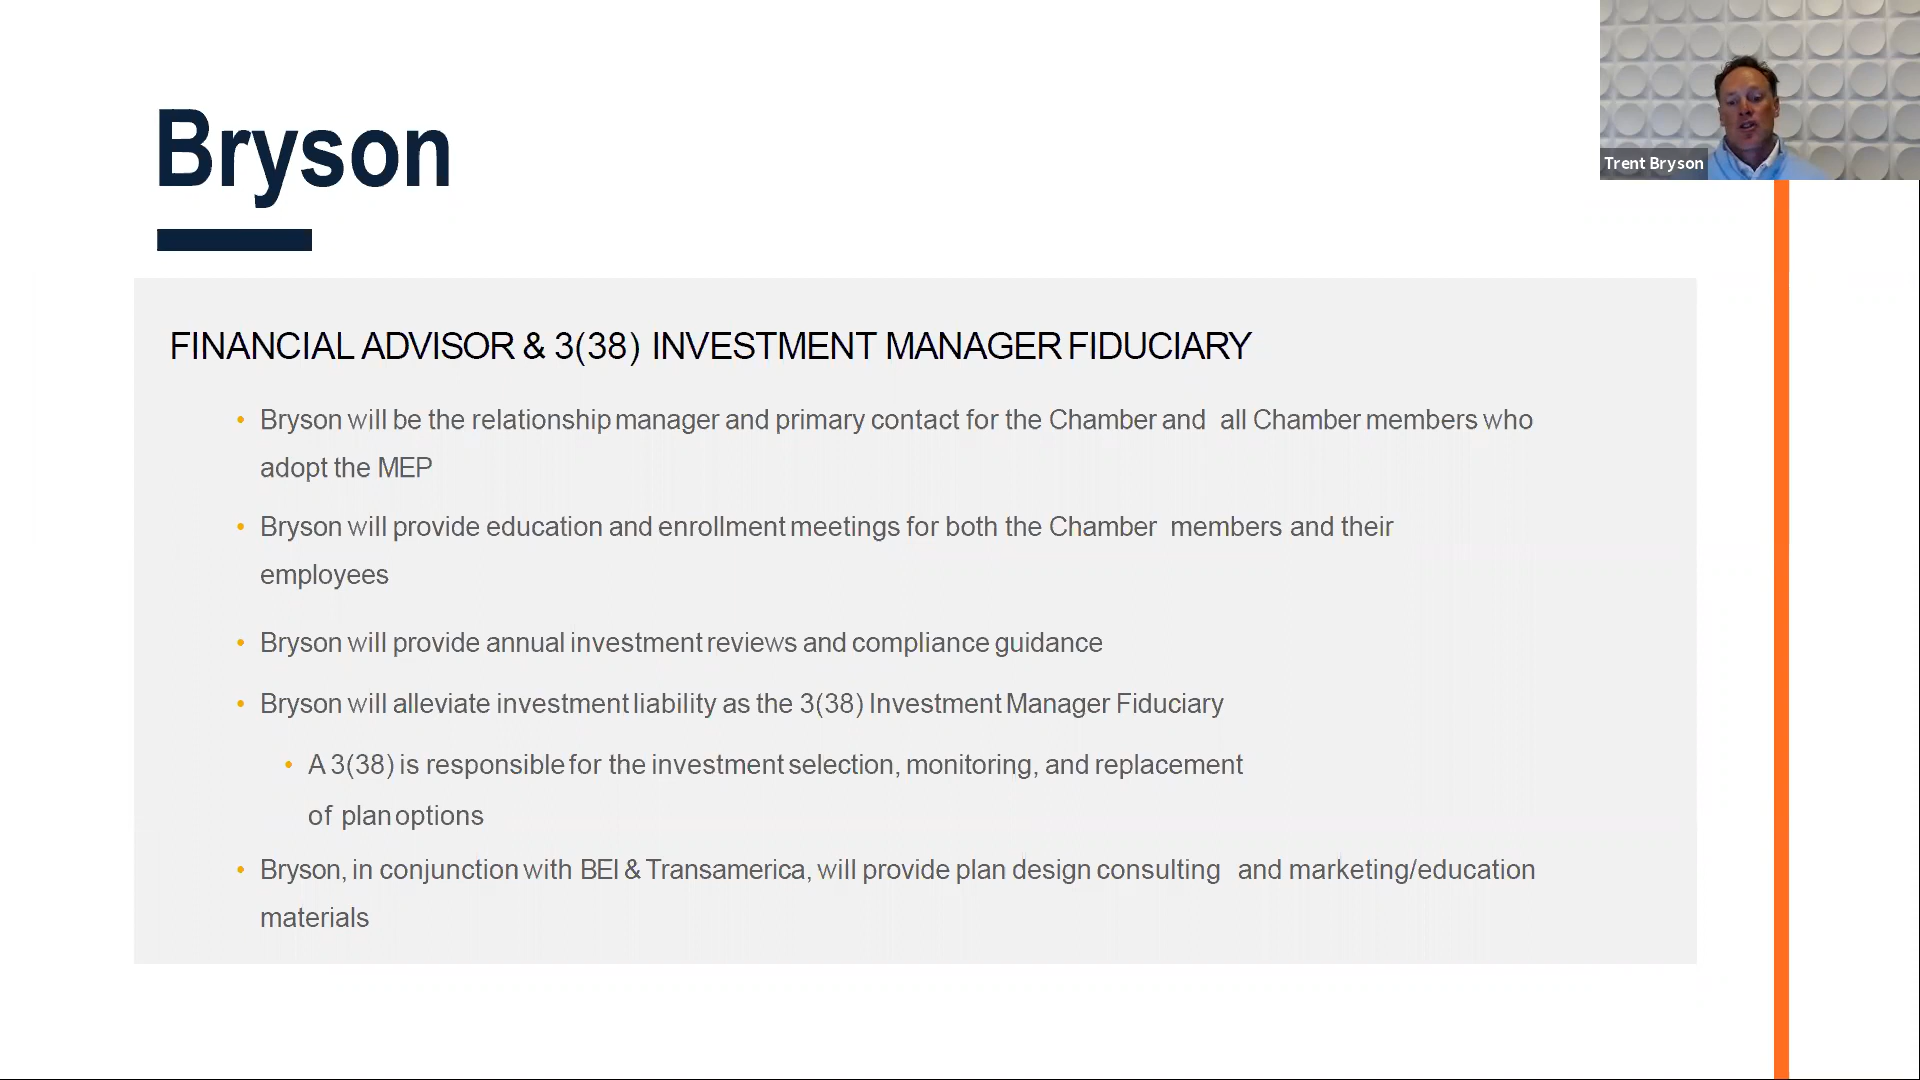 Bryson
Trent Bryson
FINANCIAL ADVISOR & 3(38) INVESTMENT MANAGER FIDUCIARY
• Bryson will be the relationship manager and primary contact for the Chamber and all Chamber members who
adopt the MEP
• Bryson will provide education and enrollment meetings for both the Chamber members and their
employees
• Bryson will provide annual investment reviews and compliance guidance
• Bryson will alleviate investment liability as the 3(38) Investment Manager Fiduciary
• A 3(38) is responsible for the investment selection, monitoring, and replacement
of plan options
• Bryson, in conjunction with BEI & Transamerica, will provide plan design consulting and marketing/education
materials